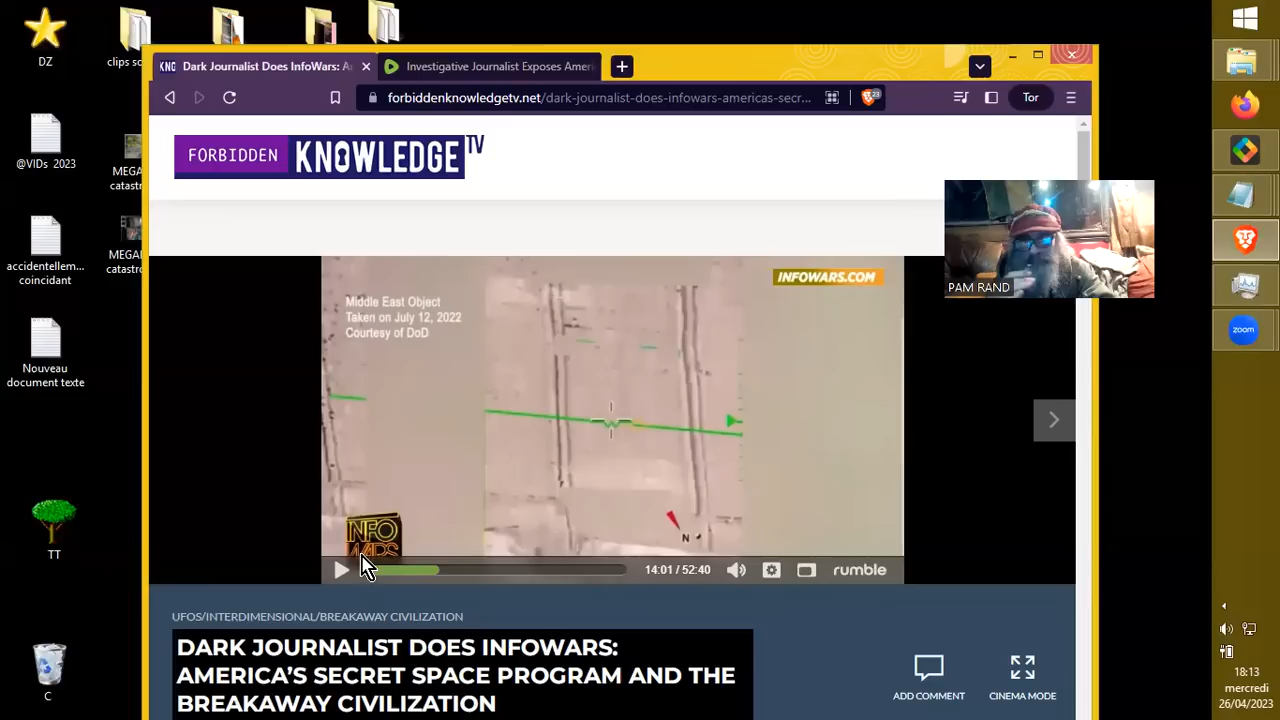 DZ
clips sc
@VIDs 2023
MEGA
catastr
accidentellem...
coincidant
MEGA
catastr
Nouveau
document texte
TT
C
KNO Dark Journalist Does InfoWars: A
Investigative Journalist Exposes Amer
forbiddenknowledgetv.net/dark-journalist-does-infowars-americas-secr...
23
Tor
FORBIDDEN KNOWLEDGE TV
PAM RAND
INFOWARS.COM
Middle East Object
Taken on July 12, 2022
Courtesy of DoD
N
INFO
WARS
14:01 / 52:40
rumble
UFOS/INTERDIMENSIONAL/BREAKAWAY CIVILIZATION
DARK JOURNALIST DOES INFOWARS:
AMERICA'S SECRET SPACE PROGRAM AND THE
BREAKAWAY CIVILIZATION
ADD COMMENT
CINEMA MODE
zoom
18:13
mercredi
26/04/2023